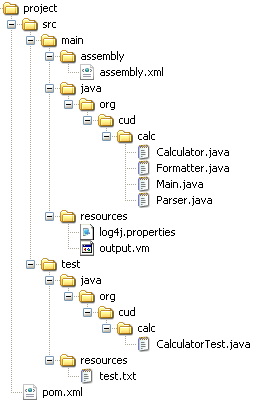 project
src
main
assembly
assembly.xml
java
org
cud
calc
Calculator.java
Formatter.java
Main.java
Parser.java
resources
log4j.properties
output.vm
test
java
org
cud
calc
CalculatorTest.java
resources
test.txt
pom.xml